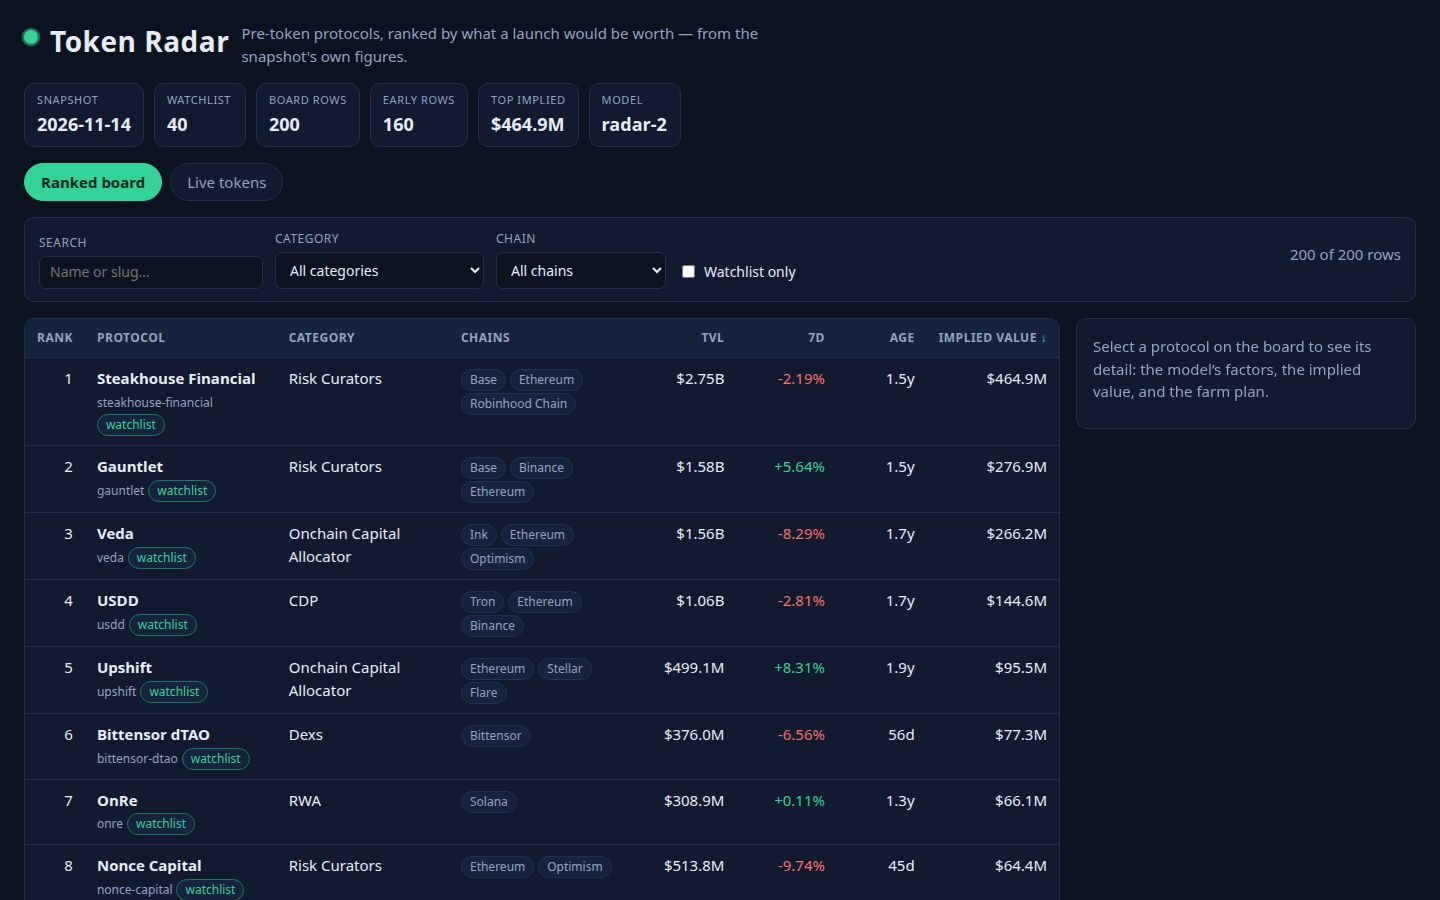 Token Radar
Pre-token protocols, ranked by what a launch would be worth — from the
snapshot's own figures.
SNAPSHOT
2026-11-14
WATCHLIST
40
BOARD ROWS
200
EARLY ROWS
160
TOP IMPLIED
$464.9M
MODEL
radar-2
Ranked board
Live tokens
SEARCH
Name or slug...
CATEGORY
All categories
CHAIN
All chains
Watchlist only
200 of 200 rows
RANK PROTOCOL CATEGORY CHAINS TVL 7D AGE IMPLIED VALUE ↓
1 Steakhouse Financial Risk Curators Base Ethereum $2.75B -2.19% 1.5y $464.9M
steakhouse-financial Robinhood Chain
watchlist
2 Gauntlet Risk Curators Base Binance $1.58B +5.64% 1.5y $276.9M
gauntlet watchlist Ethereum
3 Veda Onchain Capital Ink Ethereum $1.56B -8.29% 1.7y $266.2M
veda watchlist Allocator Optimism
4 USDD CDP Tron Ethereum $1.06B -2.81% 1.7y $144.6M
usdd watchlist Binance
5 Upshift Onchain Capital Ethereum Stellar $499.1M +8.31% 1.9y $95.5M
upshift watchlist Allocator Flare
6 Bittensor dTAO Dexs Bittensor $376.0M -6.56% 56d $77.3M
bittensor-dtao watchlist
7 OnRe RWA Solana $308.9M +0.11% 1.3y $66.1M
onre watchlist
8 Nonce Capital Risk Curators Ethereum Optimism $513.8M -9.74% 45d $64.4M
nonce-capital watchlist
Select a protocol on the board to see its
detail: the model’s factors, the implied
value, and the farm plan.